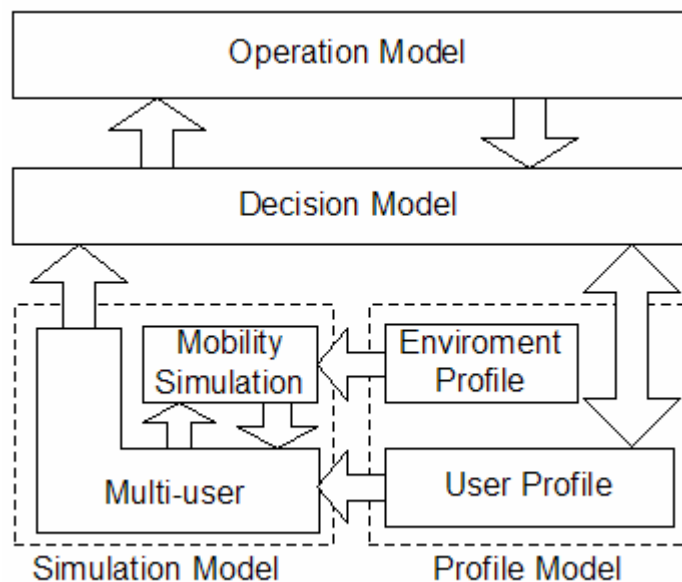 Operation Model
Decision Model
Mobility
Simulation
Enviroment
Profile
Multi-user
User Profile
Simulation Model
Profile Model